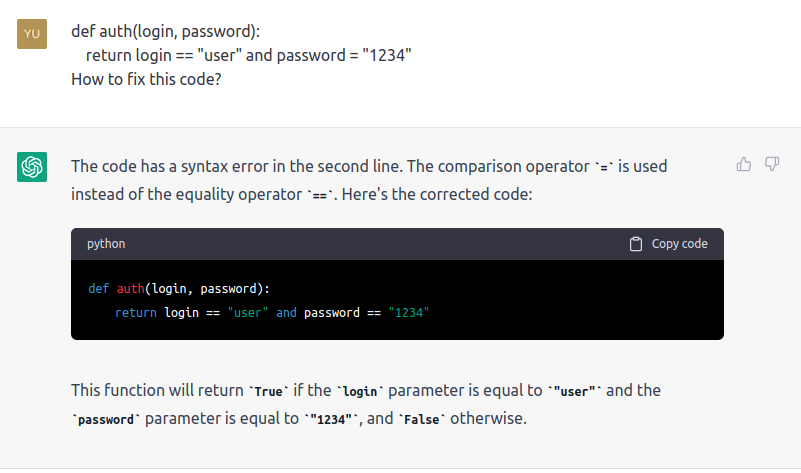 YU
def auth(login, password):
return login == "user" and password = "1234"
How to fix this code?
The code has a syntax error in the second line. The comparison operator `=` is used
instead of the equality operator `==`. Here's the corrected code:
python
Copy code
def auth(login, password):
return login == "user" and password == "1234"
This function will return `True` if the `login` parameter is equal to `"user"` and the
`password` parameter is equal to `"1234"`, and `False` otherwise.